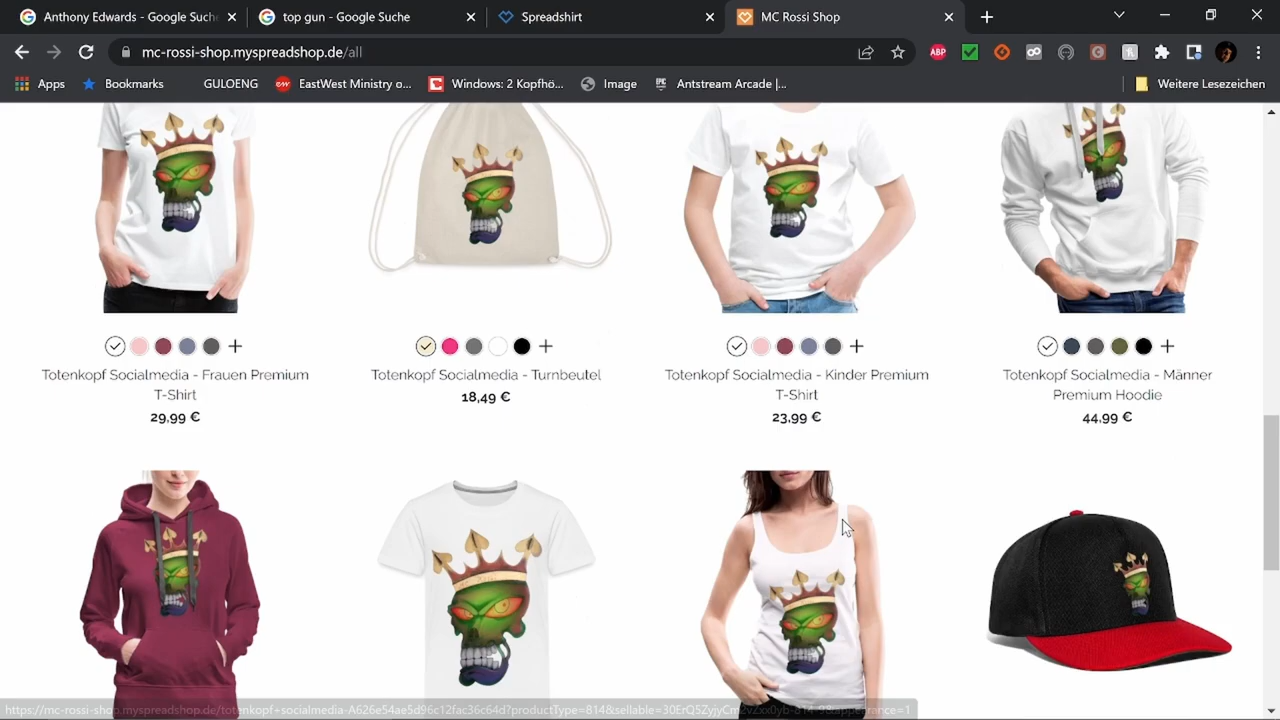 Anthony Edwards - Google Suche
top gun - Google Suche
Spreadshirt
MC Rossi Shop
mc-rossi-shop.myspreadshop.de/all
ABP
Apps
Bookmarks
GULOENG
EastWest Ministry o...
Windows: 2 Kopfho...
Image
Antstream Arcade |...
Weitere Lesezeichen
Totenkopf Socialmedia - Frauen Premium
T-Shirt
29,99 €
Totenkopf Socialmedia - Turnbeutel
18,49 €
Totenkopf Socialmedia - Kinder Premium
T-Shirt
23,99 €
Totenkopf Socialmedia - Männer
Premium Hoodie
44,99 €